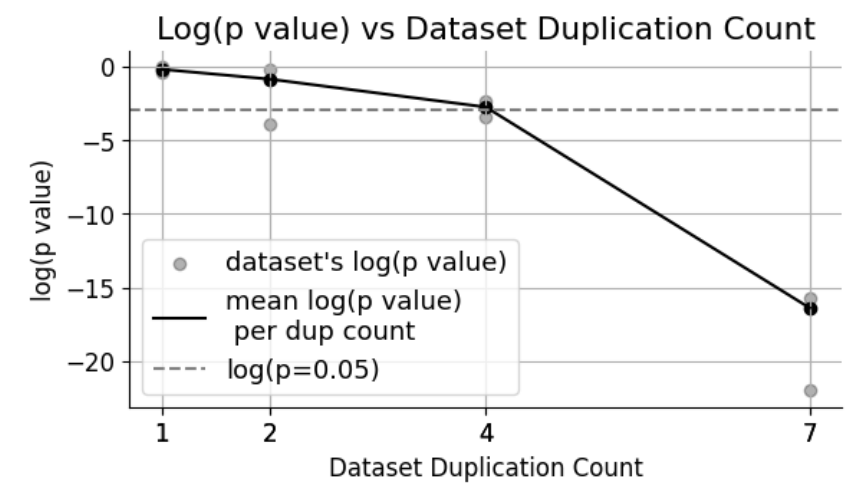 Log(p value) vs Dataset Duplication Count
0
−5
−10
−15
−20
log(p value)
dataset's log(p value)
mean log(p value)
per dup count
log(p=0.05)
1 2 4 7
Dataset Duplication Count